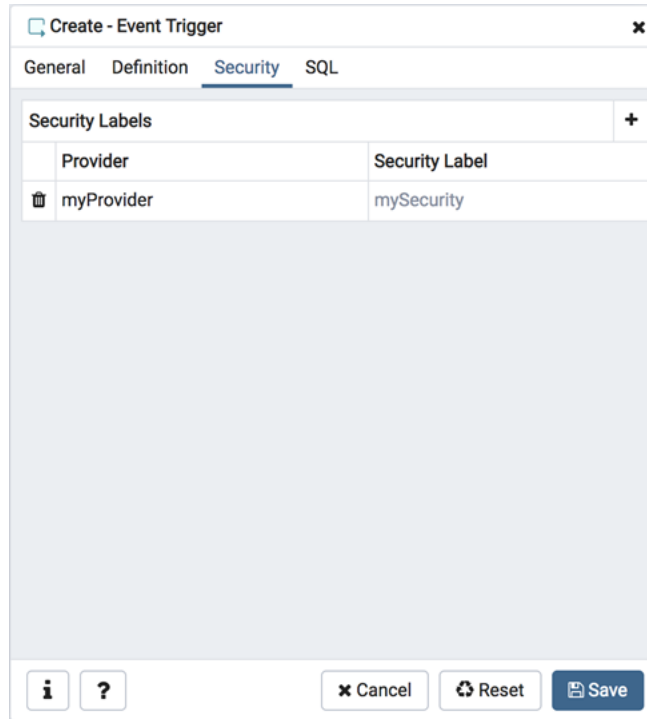 Create - Event Trigger
General Definition Security SQL
Security Labels
Provider Security Label
myProvider mySecurity
i ? Cancel Reset Save